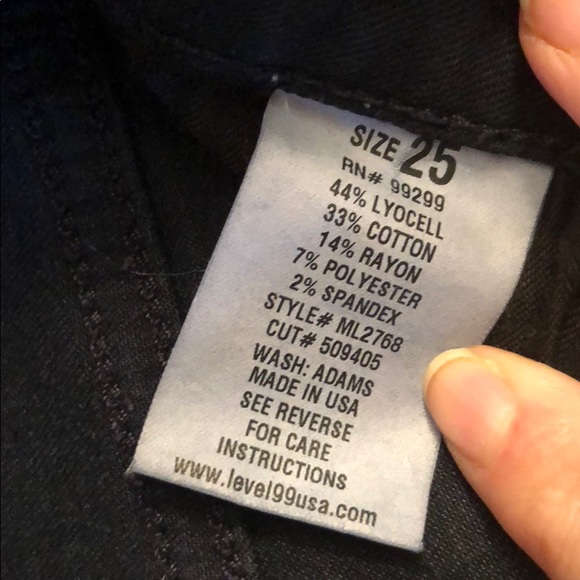 SIZE 25
RN# 99299
44% LYOCELL
33% COTTON
14% RAYON
7% POLYESTER
2% SPANDEX
STYLE# ML2768
CUT# 509405
WASH: ADAMS
MADE IN USA
SEE REVERSE
FOR CARE
INSTRUCTIONS
www.level99usa.com